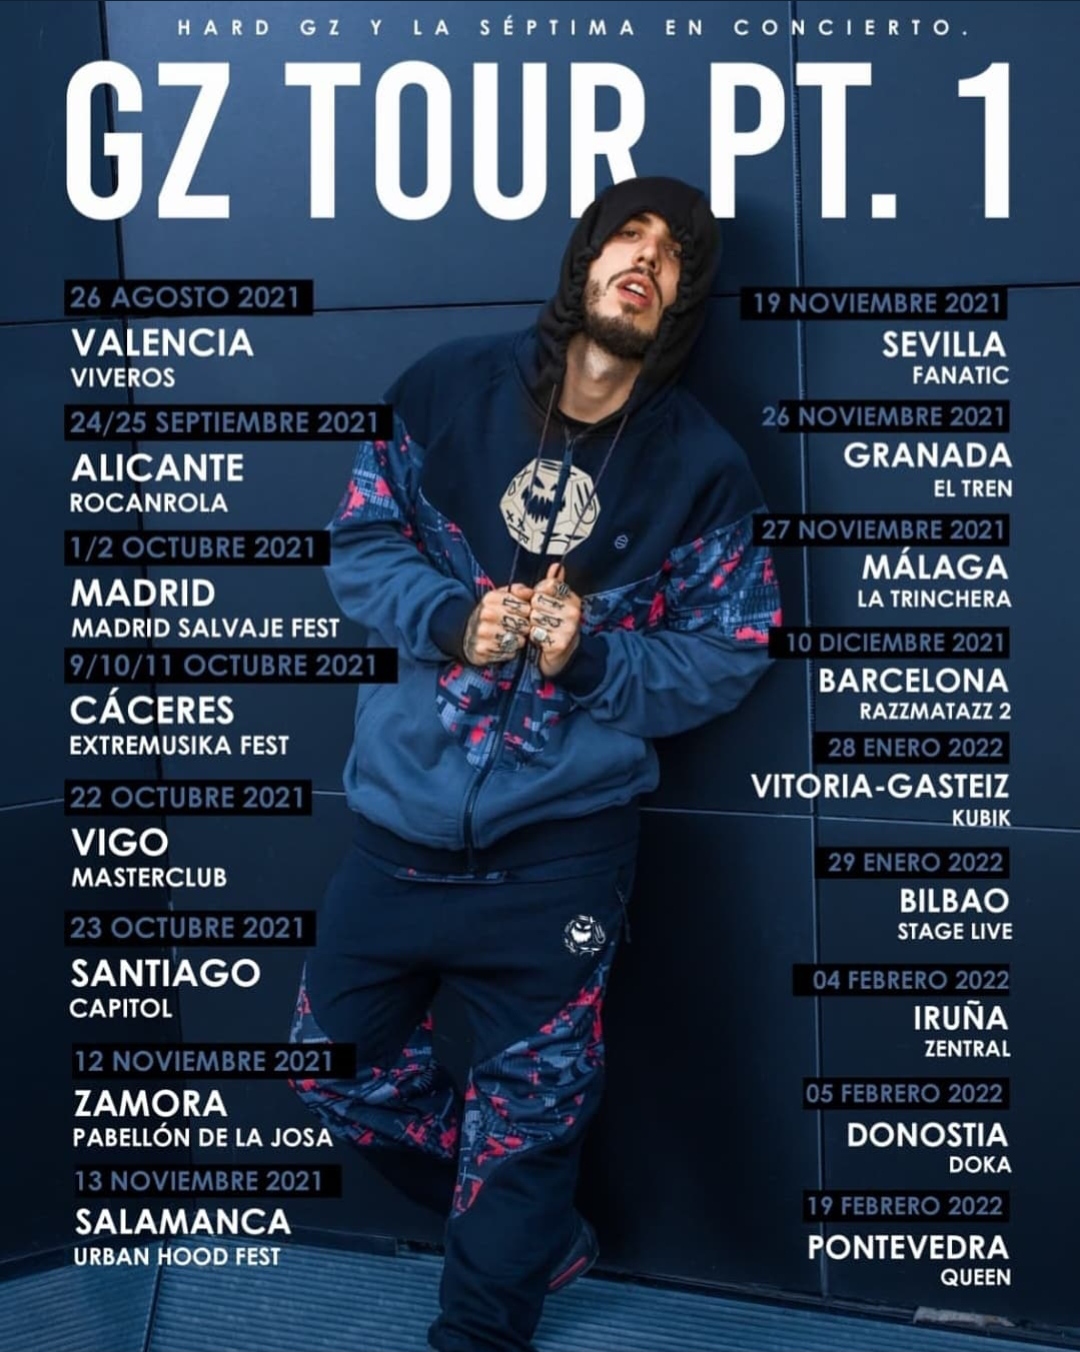 HARD GZ Y LA SÉPTIMA EN CONCIERTO.
GZ TOUR PT. 1
26 AGOSTO 2021
VALENCIA
VIVEROS
24/25 SEPTIEMBRE 2021
ALICANTE
ROCANROLA
1/2 OCTUBRE 2021
MADRID
MADRID SALVAJE FEST
9/10/11 OCTUBRE 2021
CÁCERES
EXTREMUSIKA FEST
22 OCTUBRE 2021
VIGO
MASTERCLUB
23 OCTUBRE 2021
SANTIAGO
CAPITOL
12 NOVIEMBRE 2021
ZAMORA
PABELLÓN DE LA JOSA
13 NOVIEMBRE 2021
SALAMANCA
URBAN HOOD FEST
19 NOVIEMBRE 2021
SEVILLA
FANATIC
26 NOVIEMBRE 2021
GRANADA
EL TREN
27 NOVIEMBRE 2021
MÁLAGA
LA TRINCHERA
10 DICIEMBRE 2021
BARCELONA
RAZZMATAZZ 2
28 ENERO 2022
VITORIA-GASTEIZ
KUBIK
29 ENERO 2022
BILBAO
STAGE LIVE
04 FEBRERO 2022
IRUÑA
ZENTRAL
05 FEBRERO 2022
DONOSTIA
DOKA
19 FEBRERO 2022
PONTEVEDRA
QUEEN